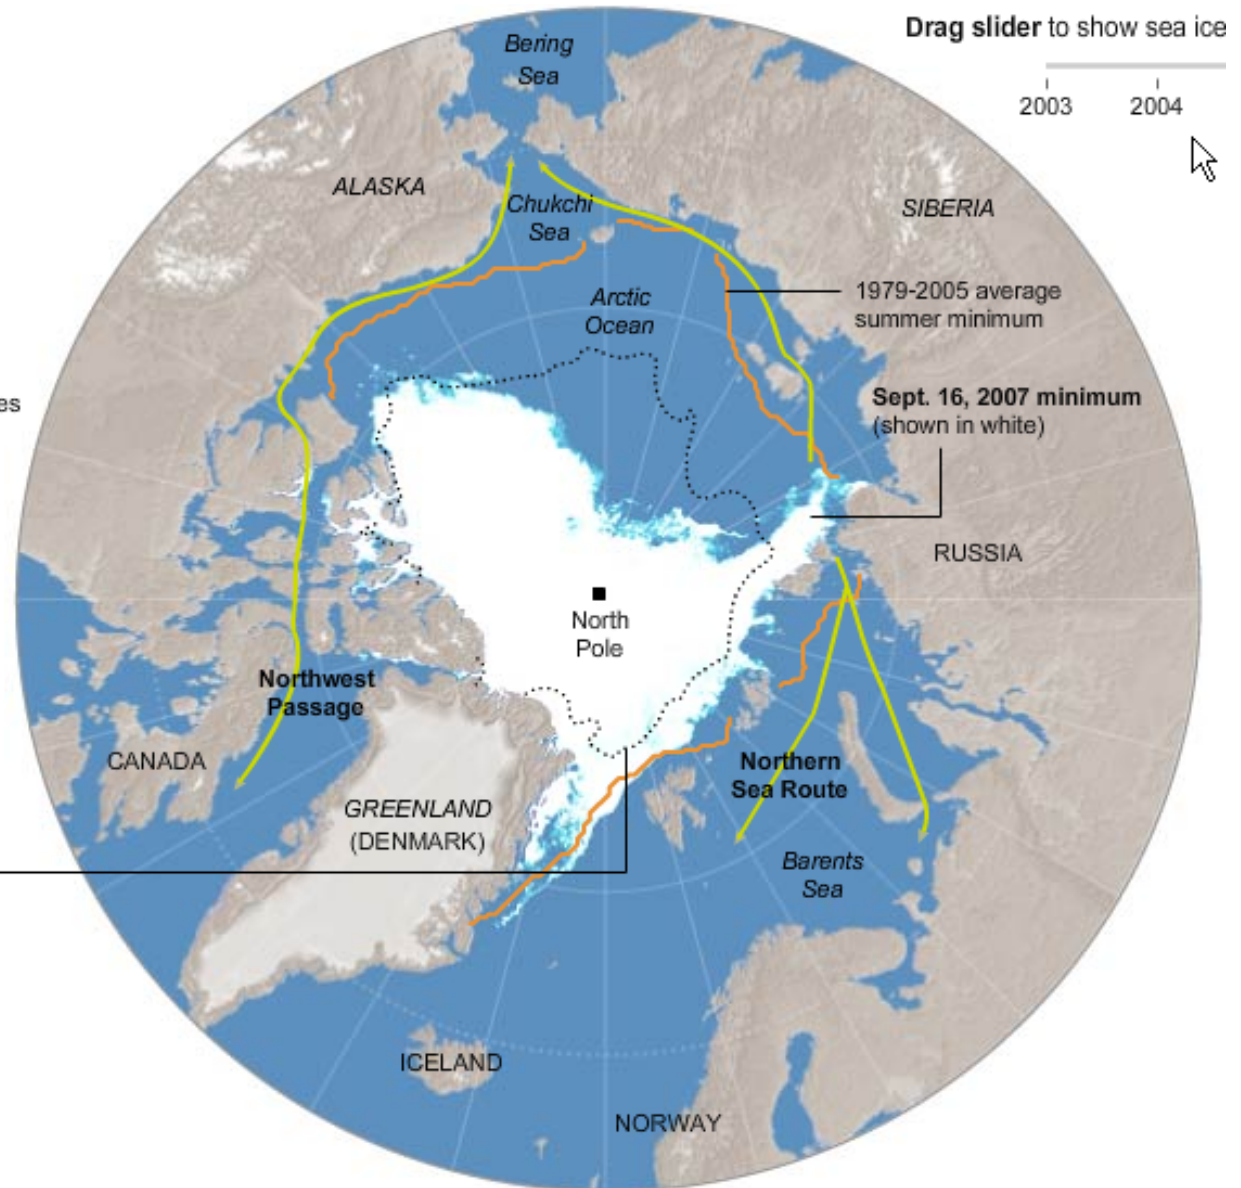 Drag slider to show sea ice
2003 2004
Bering
Sea
ALASKA
Chukchi
Sea
SIBERIA
Arctic
Ocean
1979-2005 average
summer minimum
es
Sept. 16, 2007 minimum
(shown in white)
RUSSIA
North
Pole
Northwest
Passage
CANADA
Northern
Sea Route
GREENLAND
(DENMARK)
Barents
Sea
ICELAND
NORWAY